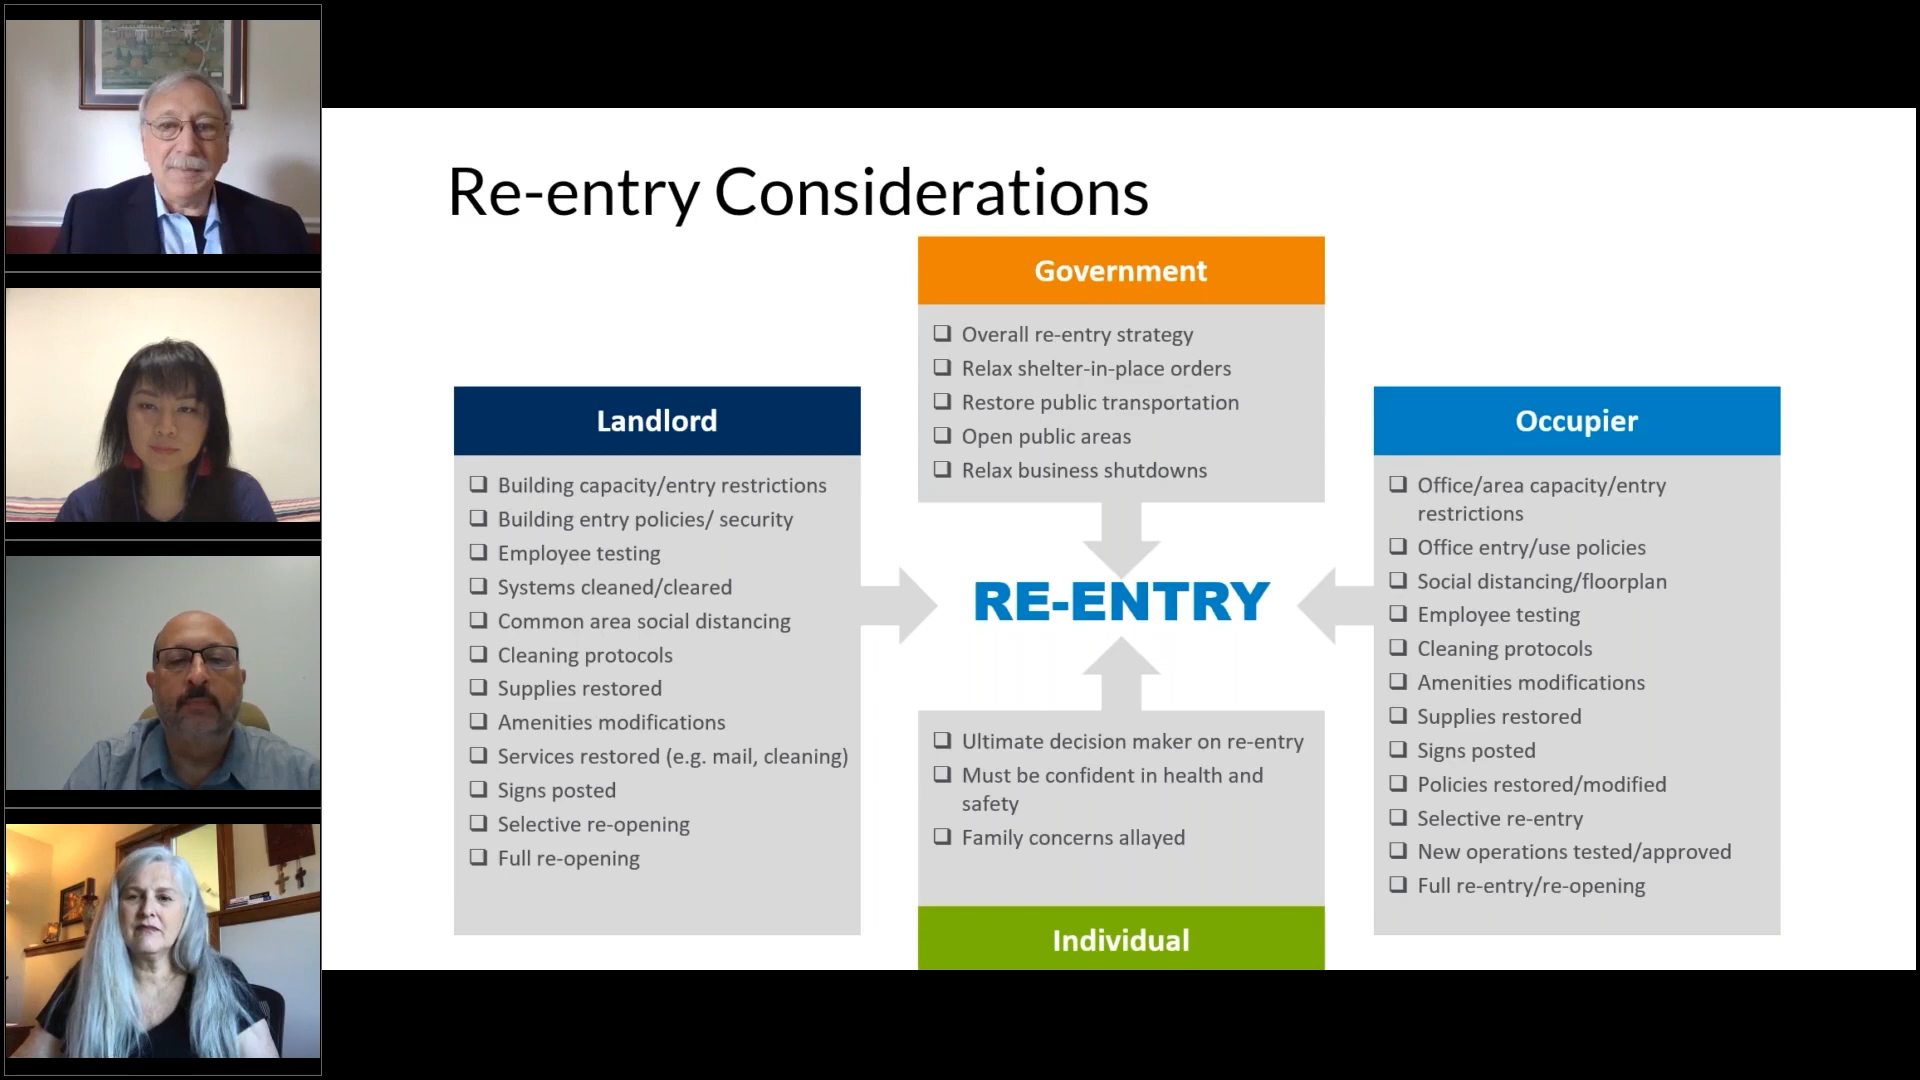 Re-entry Considerations
Government
Overall re-entry strategy
Relax shelter-in-place orders
Restore public transportation
Open public areas
Relax business shutdowns
Landlord
Building capacity/entry restrictions
Building entry policies/ security
Employee testing
Systems cleaned/cleared
Common area social distancing
Cleaning protocols
Supplies restored
Amenities modifications
Services restored (e.g. mail, cleaning)
Signs posted
Selective re-opening
Full re-opening
RE-ENTRY
Ultimate decision maker on re-entry
Must be confident in health and
safety
Family concerns allayed
Individual
Occupier
Office/area capacity/entry
restrictions
Office entry/use policies
Social distancing/floorplan
Employee testing
Cleaning protocols
Amenities modifications
Supplies restored
Signs posted
Policies restored/modified
Selective re-entry
New operations tested/approved
Full re-entry/re-opening